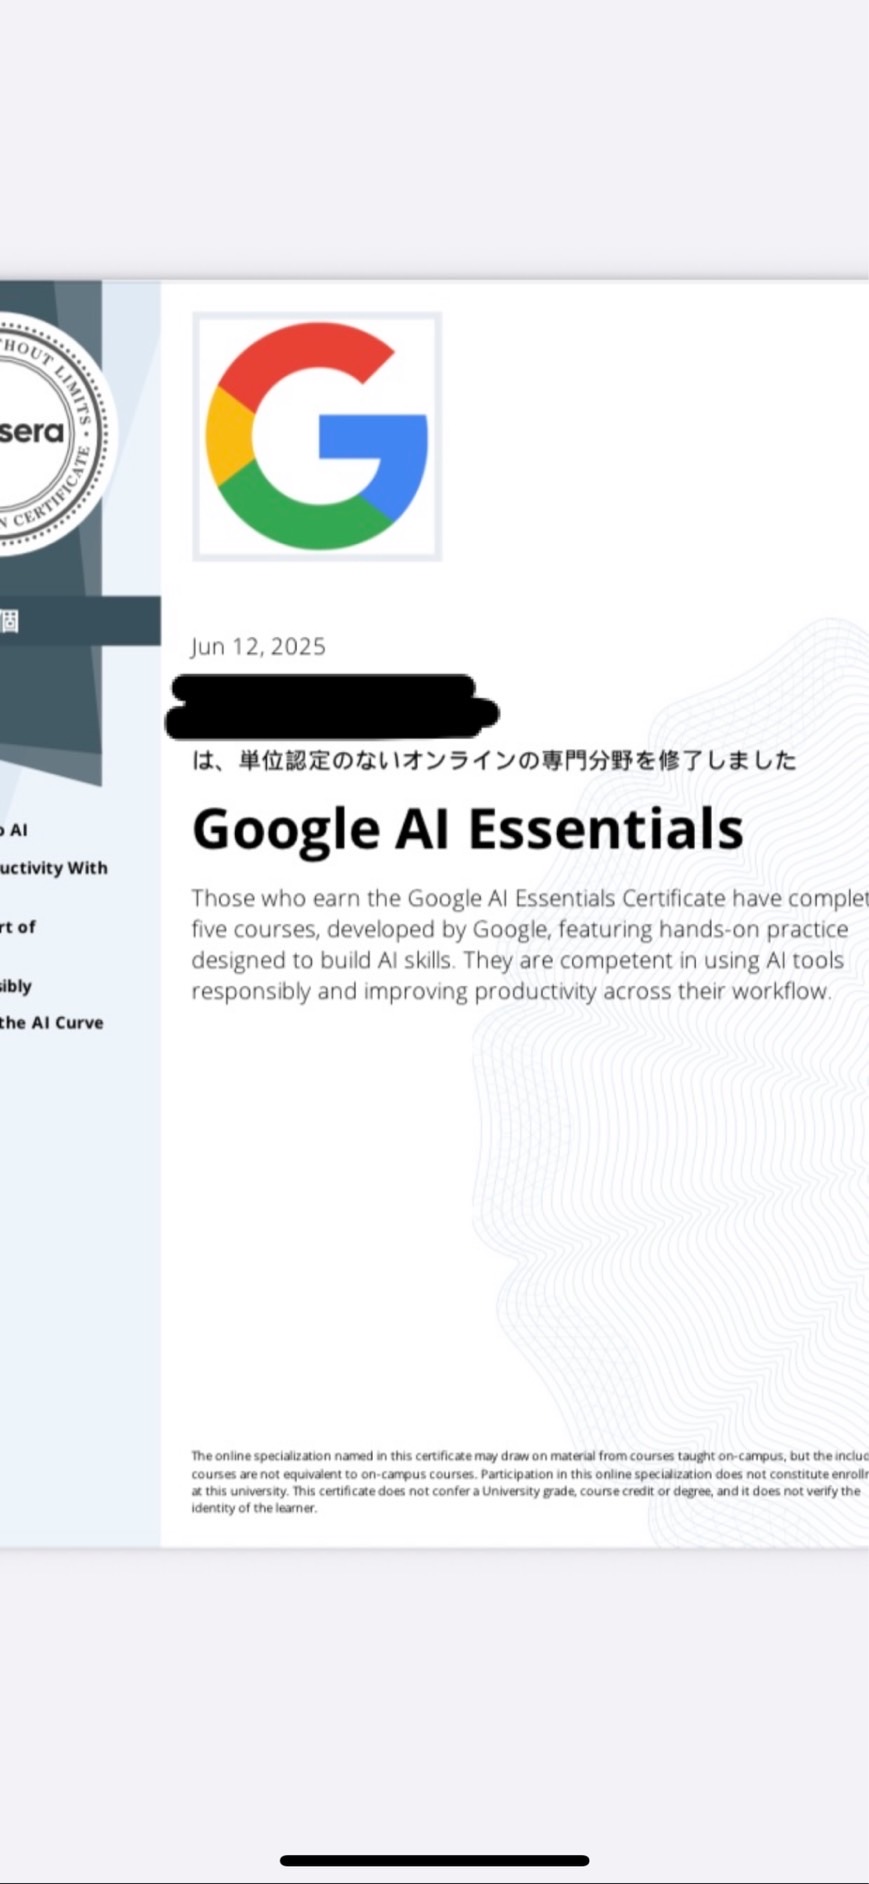 HOUT LIMITS
sera
N CERTIFICATE
個
AI
uctivity With
rt of
sibly
the AI Curve
Jun 12, 2025
は、単位認定のないオンラインの専門分野を修了しました
Google AI Essentials
Those who earn the Google AI Essentials Certificate have complet
five courses, developed by Google, featuring hands-on practice
designed to build AI skills. They are competent in using AI tools
responsibly and improving productivity across their workflow.
The online specialization named in this certificate may draw on material from courses taught on-campus, but the includ
courses are not equivalent to on-campus courses. Participation in this online specialization does not constitute enrollm
at this university. This certificate does not confer a University grade, course credit or degree, and it does not verify the
identity of the learner.